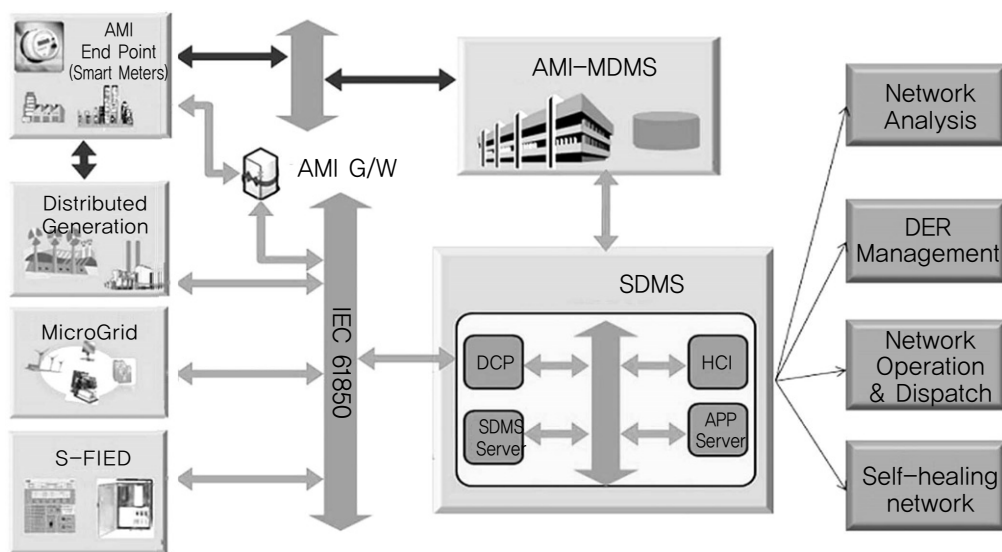 AMI
End Point
(Smart Meters)
AMI-MDMS
Network
Analysis
AMI G/W
Distributed
Generation
DER
Management
SDMS
MicroGrid
IEC 61850
DCP
HCI
Network
Operation
& Dispatch
SDMS
Server
APP
Server
S-FIED
Self-healing
network